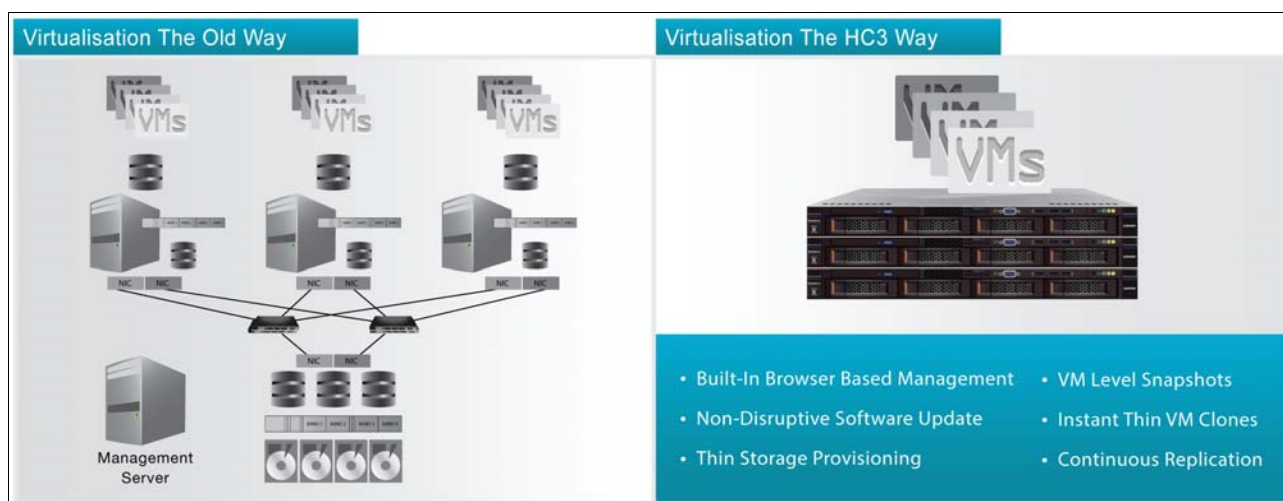 Virtualisation The Old Way
VMs
VMs
VMs
NIC NIC
NIC NIC
NIC NIC
NIC NIC
Management
Server
Virtualisation The HC3 Way
VMs
• Built-In Browser Based Management
• Non-Disruptive Software Update
• Thin Storage Provisioning
• VM Level Snapshots
• Instant Thin VM Clones
• Continuous Replication